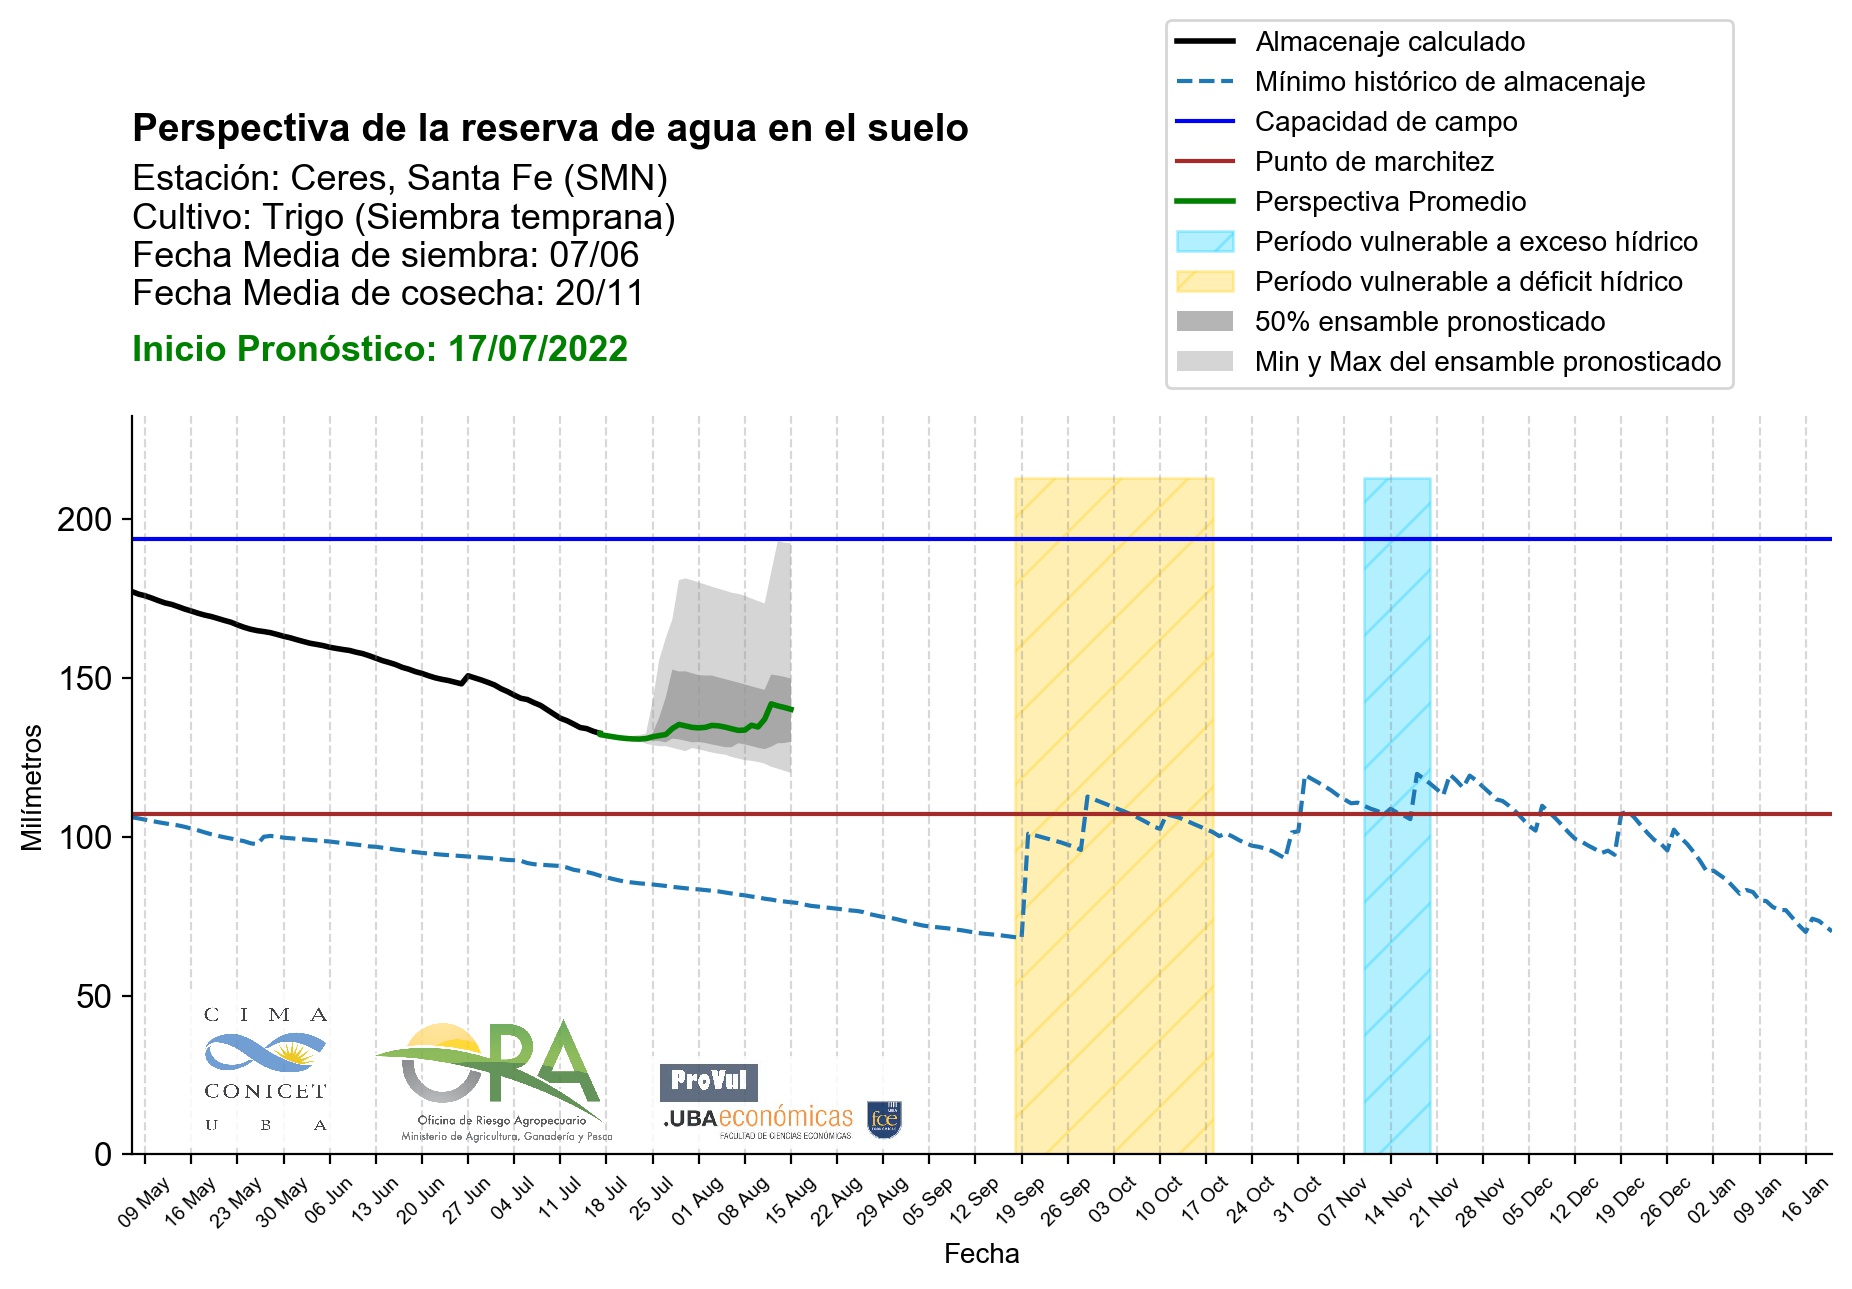 Almacenaje calculado
Mínimo histórico de almacenaje
Capacidad de campo
Punto de marchitez
Perspectiva Promedio
Período vulnerable a exceso hídrico
Período vulnerable a déficit hídrico
50% ensamble pronosticado
Min y Max del ensamble pronosticado
Perspectiva de la reserva de agua en el suelo
Estación: Ceres, Santa Fe (SMN)
Cultivo: Trigo (Siembra temprana)
Fecha Media de siembra: 07/06
Fecha Media de cosecha: 20/11
Inicio Pronóstico: 17/07/2022
Milímetros
200
150
100
50
0
CIMA
CONICET
UBA
ORA
Oficina de Riesgo Agropecuario
Ministerio de Agricultura, Ganadería y Pesca
ProVul
.UBAeconómicas
FACULTAD DE CIENCIAS ECONÓMICAS
fce
09 May 16 May 23 May 30 May 06 Jun 13 Jun 20 Jun 27 Jun 04 Jul 11 Jul 18 Jul 25 Jul 01 Aug 08 Aug 15 Aug 22 Aug 29 Aug 05 Sep 12 Sep 19 Sep 26 Sep 03 Oct 10 Oct 17 Oct 24 Oct 31 Oct 07 Nov 14 Nov 21 Nov 28 Nov 05 Dec 12 Dec 19 Dec 26 Dec 02 Jan 09 Jan 16 Jan
Fecha